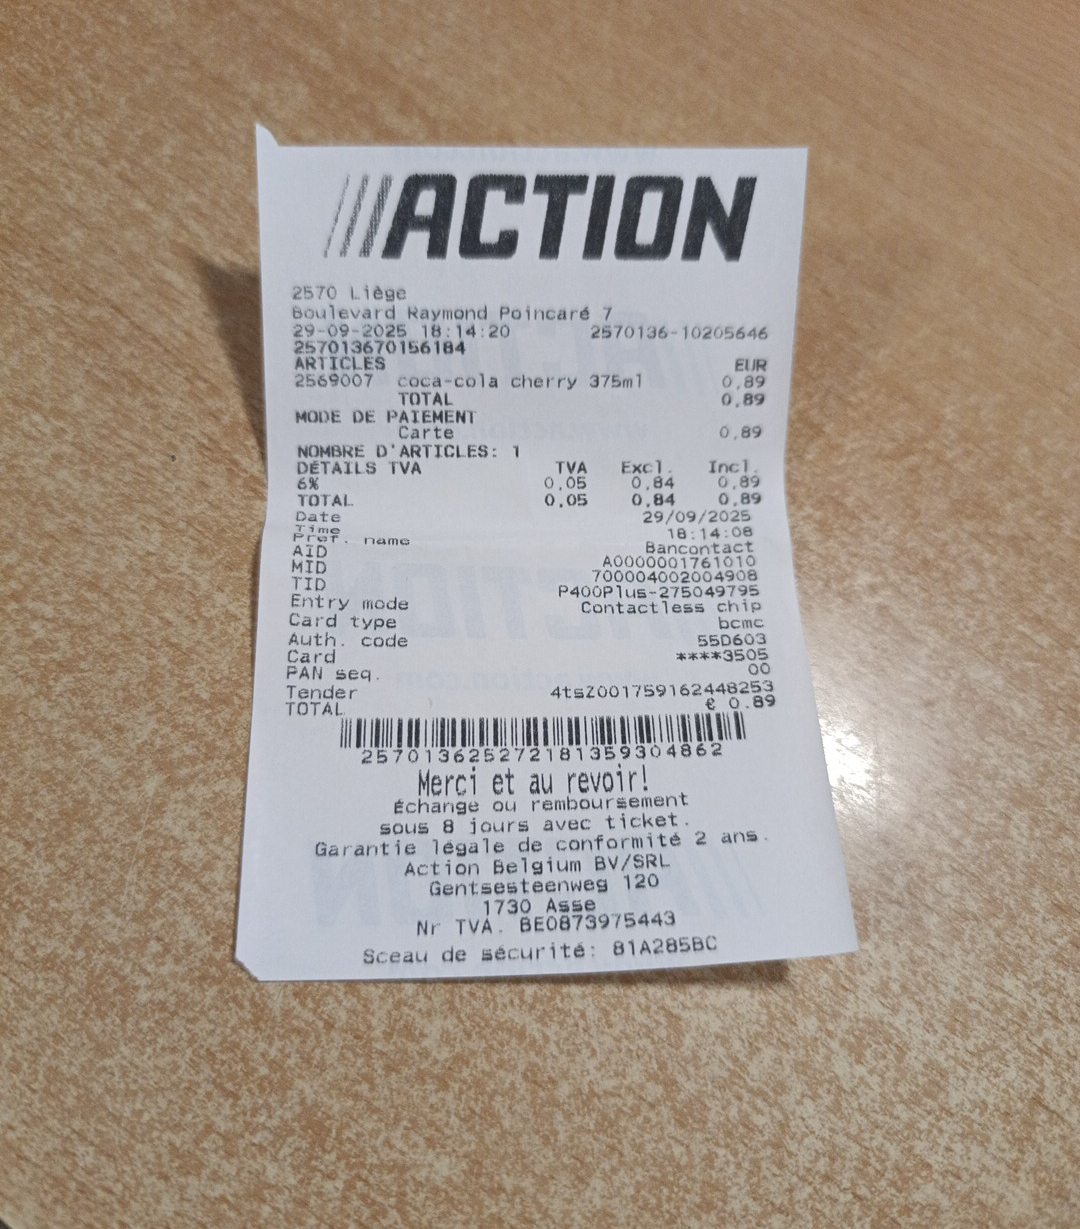 ///ACTION
2570 Liège
Boulevard Raymond Poincaré 7
29-09-2025 18:14:20 2570136-10205646
257013670156184
ARTICLES EUR
2569007 coca-cola cherry 375ml 0,89
TOTAL 0,89
MODE DE PAIEMENT
Carte 0,89
NOMBRE D'ARTICLES: 1
DÉTAILS TVA TVA Excl. Incl.
6% 0,05 0,84 0,89
TOTAL 0,05 0,84 0,89
Date 29/09/2025
Time 18:14:08
Pref. name Bancontact
AID A0000001761010
MID 700004002004908
TID P400Plus-275049795
Entry mode Contactless chip
Card type bcmc
Auth. code 55D603
Card ****3505
PAN seq. 00
Tender 4tsZ001759162448253
TOTAL € 0.89
257013625272181359304862
Merci et au revoir!
Échange ou remboursement
sous 8 jours avec ticket.
Garantie légale de conformité 2 ans.
Action Belgium BV/SRL
Gentsesteenweg 120
1730 Asse
Nr TVA. BE0873975443
Sceau de sécurité: 81A285BC